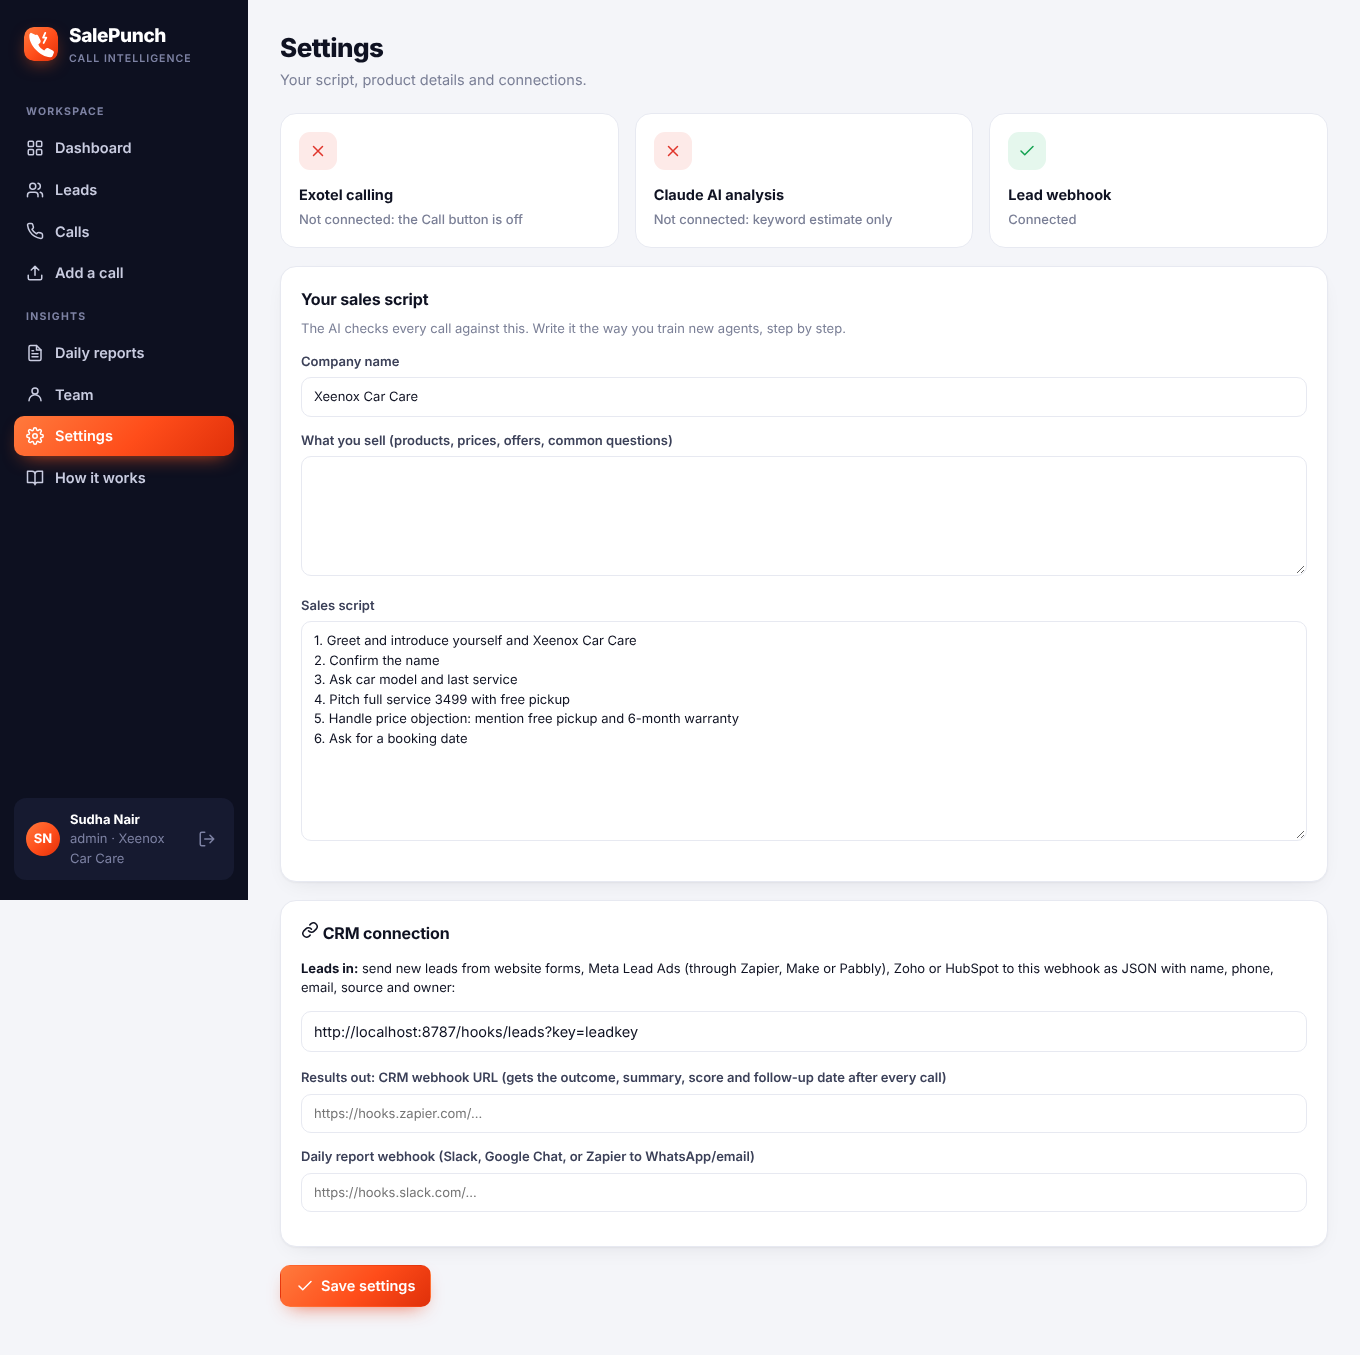 SalePunch
CALL INTELLIGENCE
WORKSPACE
Dashboard
Leads
Calls
Add a call
INSIGHTS
Daily reports
Team
Settings
How it works
SN
Sudha Nair
admin · Xeenox
Car Care
Settings
Your script, product details and connections.
Exotel calling
Not connected: the Call button is off
Claude AI analysis
Not connected: keyword estimate only
Lead webhook
Connected
Your sales script
The AI checks every call against this. Write it the way you train new agents, step by step.
Company name
Xeenox Car Care
What you sell (products, prices, offers, common questions)
Sales script
1. Greet and introduce yourself and Xeenox Car Care
2. Confirm the name
3. Ask car model and last service
4. Pitch full service 3499 with free pickup
5. Handle price objection: mention free pickup and 6-month warranty
6. Ask for a booking date
CRM connection
Leads in: send new leads from website forms, Meta Lead Ads (through Zapier, Make or Pabbly), Zoho or HubSpot to this webhook as JSON with name, phone,
email, source and owner:
http://localhost:8787/hooks/leads?key=leadkey
Results out: CRM webhook URL (gets the outcome, summary, score and follow-up date after every call)
https://hooks.zapier.com/...
Daily report webhook (Slack, Google Chat, or Zapier to WhatsApp/email)
https://hooks.slack.com/...
Save settings